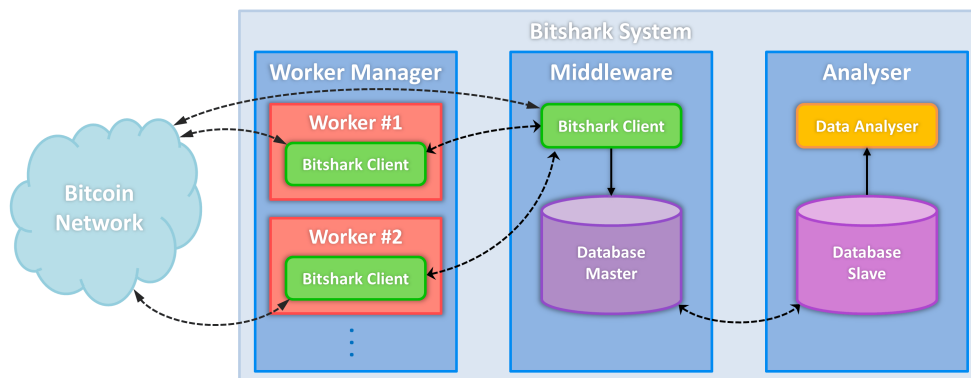 Bitshark System
Worker Manager
Middleware
Analyser
Worker #1
Bitshark Client
Bitshark Client
Data Analyser
Bitcoin
Network
Worker #2
Bitshark Client
Database
Master
Database
Slave